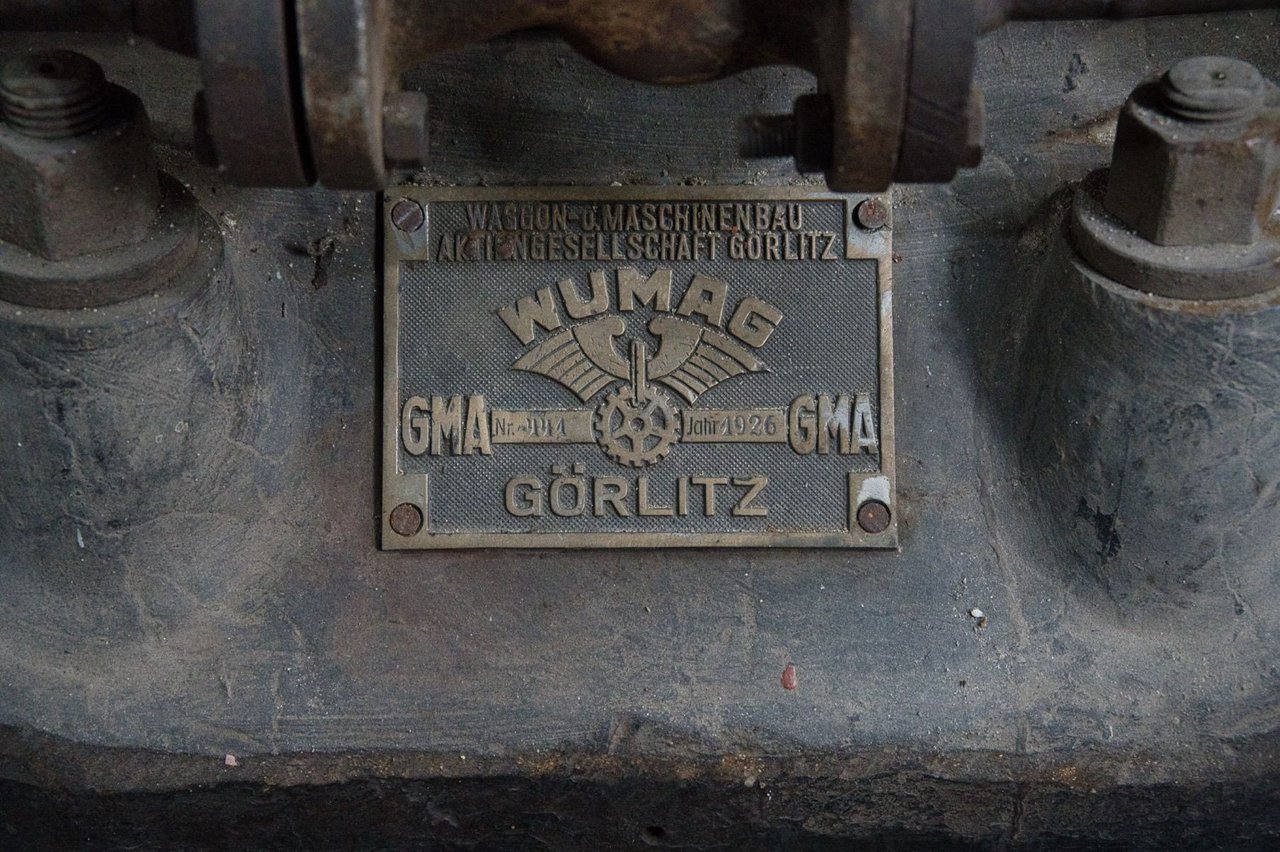 WAGGON- u. MASCHINENBAU
AKTIENGESELLSCHAFT GÖRLITZ
WUMAG
GMA Nr. Jahr 1926 GMA
GÖRLITZ